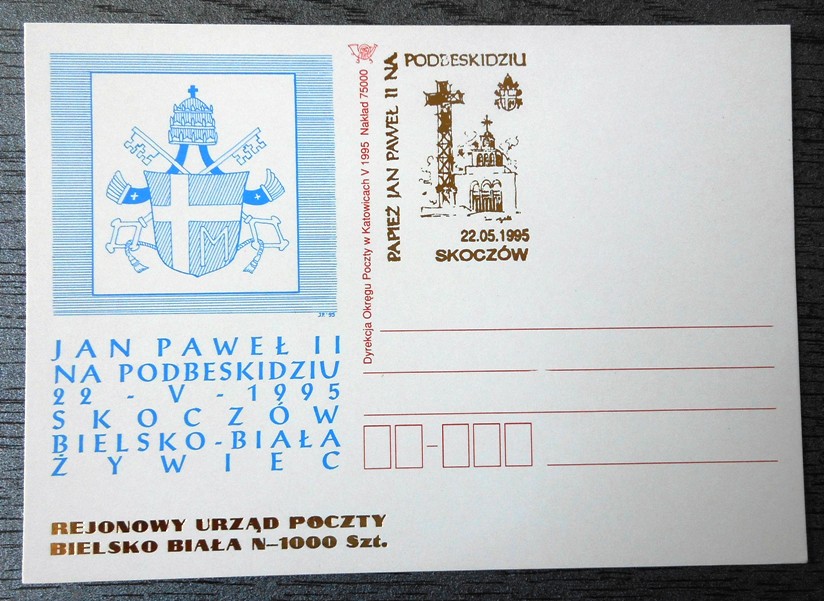 JR'95
JAN PAWEŁ II
NA PODBESKIDZIU
22 - V - 1995
SKOCZÓW
BIELSKO-BIAŁA
ŻYWIEC
REJONOWY URZĄD POCZTY
BIELSKO BIAŁA N–1000 Szt.
Dyrekcja Okręgu Poczty w Katowicach V 1995 Nakład 75000
PAPIEŻ JAN PAWEŁ II NA
PODBESKIDZIU
22.05.1995
SKOCZÓW
M